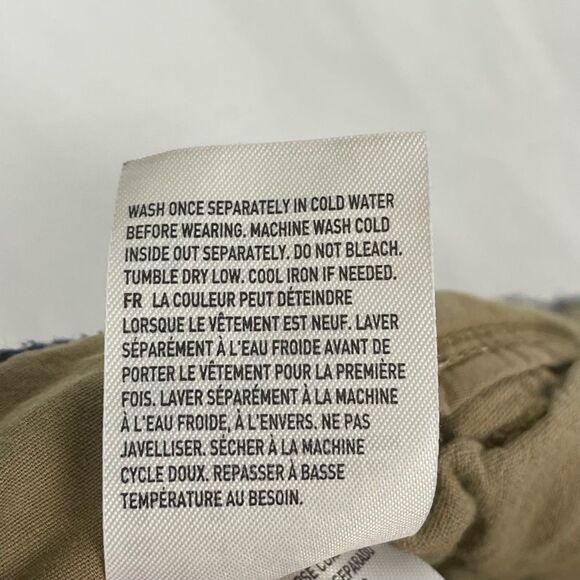 WASH ONCE SEPARATELY IN COLD WATER
BEFORE WEARING. MACHINE WASH COLD
INSIDE OUT SEPARATELY. DO NOT BLEACH.
TUMBLE DRY LOW. COOL IRON IF NEEDED.
FR LA COULEUR PEUT DÉTEINDRE
LORSQUE LE VÊTEMENT EST NEUF. LAVER
SÉPARÉMENT À L'EAU FROIDE AVANT DE
PORTER LE VÊTEMENT POUR LA PREMIÈRE
FOIS. LAVER SÉPARÉMENT À LA MACHINE
À L'EAU FROIDE, À L'ENVERS. NE PAS
JAVELLISER. SÉCHER À LA MACHINE
CYCLE DOUX. REPASSER À BASSE
TEMPÉRATURE AU BESOIN.
SEPARADO